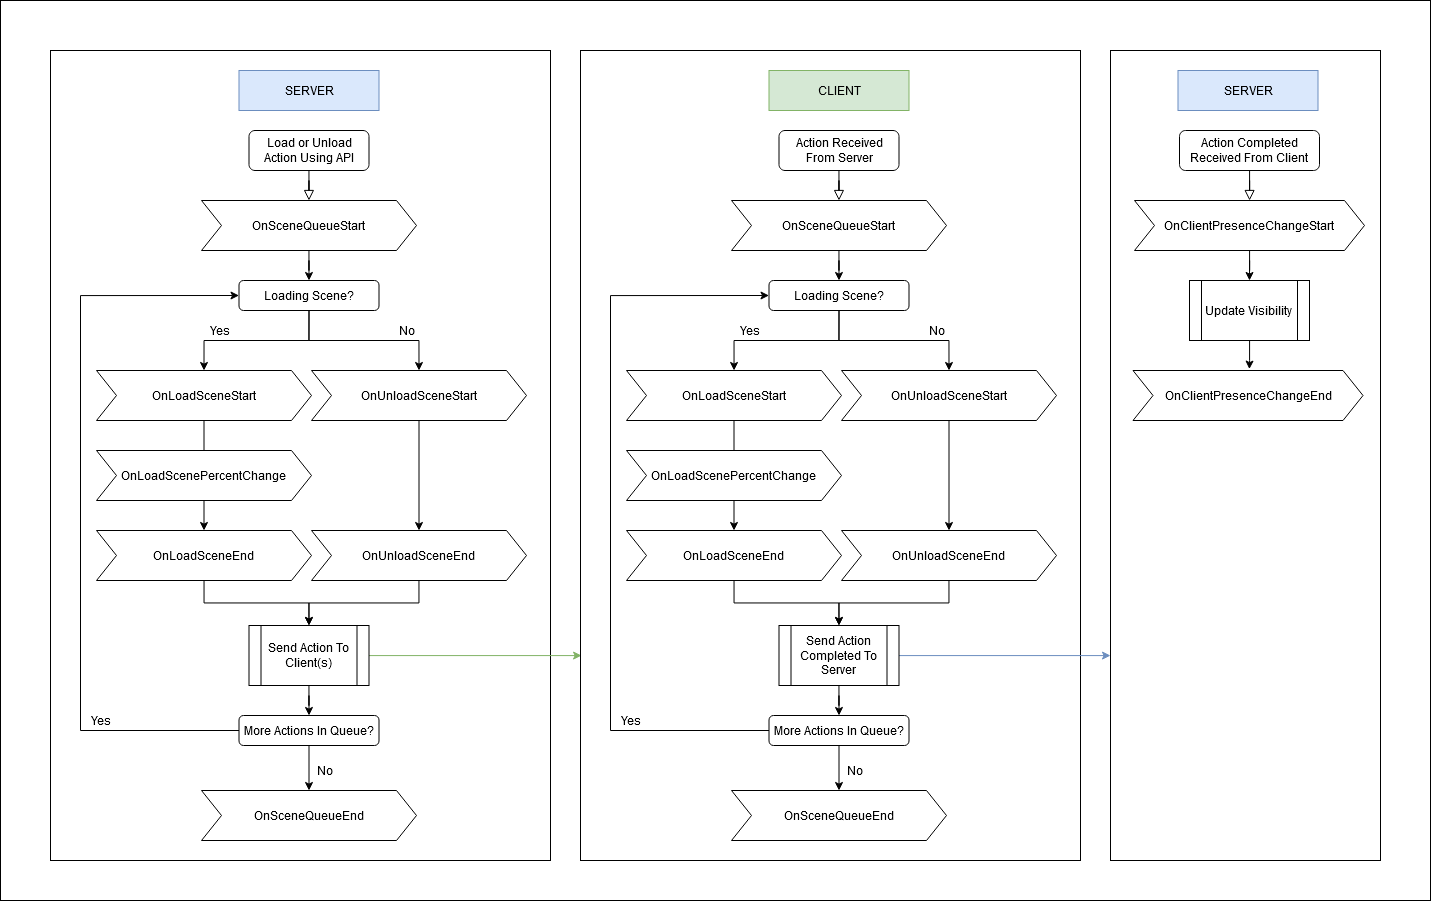 SERVER
Load or Unload
Action Using API
OnSceneQueueStart
Loading Scene?
Yes
No
OnLoadSceneStart
OnUnloadSceneStart
OnLoadScenePercentChange
OnLoadSceneEnd
OnUnloadSceneEnd
Send Action To
Client(s)
Yes
More Actions In Queue?
No
OnSceneQueueEnd
CLIENT
Action Received
From Server
OnSceneQueueStart
Loading Scene?
Yes
No
OnLoadSceneStart
OnUnloadSceneStart
OnLoadScenePercentChange
OnLoadSceneEnd
OnUnloadSceneEnd
Send Action
Completed To
Server
Yes
More Actions In Queue?
No
OnSceneQueueEnd
SERVER
Action Completed
Received From Client
OnClientPresenceChangeStart
Update Visibility
OnClientPresenceChangeEnd